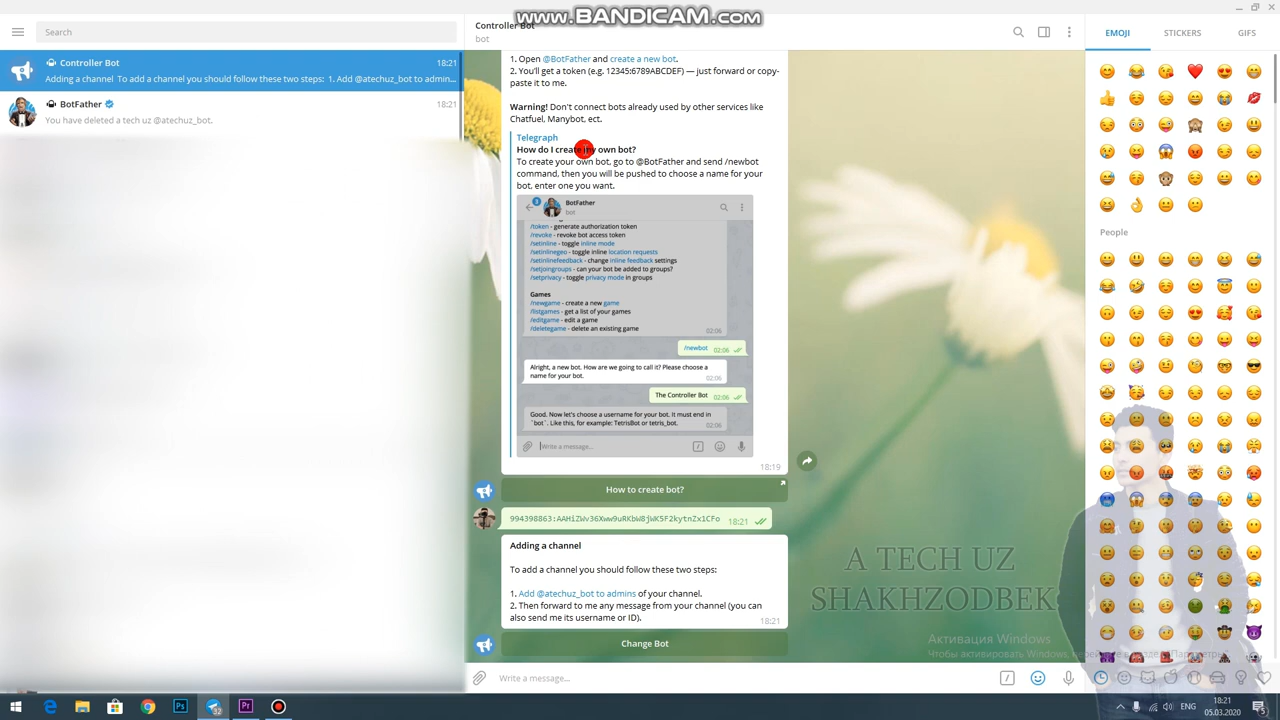 www.BANDICAM.COM
Search
Controller Bot
bot
EMOJI
STICKERS
GIFS
Controller Bot
18:21
Adding a channel To add a channel you should follow these two steps: 1. Add @atechuz_bot to admin...
BotFather
18:21
You have deleted a tech uz @atechuz_bot.
1. Open @BotFather and create a new bot.
2. You'll get a token (e.g. 12345:6789ABCDEF) — just forward or copy-
paste it to me.
Warning! Don't connect bots already used by other services like
Chatfuel, Manybot, ect.
Telegraph
How do I create my own bot?
To create your own bot, go to @BotFather and send /newbot
command, then you will be pushed to choose a name for your
bot, enter one you want.
3
BotFather
bot
/token - generate authorization token
/revoke - revoke bot access token
/setinline - toggle inline mode
/setinlinegeo - toggle inline location requests
/setinlinefeedback - change inline feedback settings
/setjoingroups - can your bot be added to groups?
/setprivacy - toggle privacy mode in groups
Games
/newgame - create a new game
/listgames - get a list of your games
/editgame - edit a game
/deletegame - delete an existing game
02:06
/newbot 02:06
Alright, a new bot. How are we going to call it? Please choose a
name for your bot.
02:06
The Controller Bot 02:06
Good. Now let's choose a username for your bot. It must end in
`bot`. Like this, for example: TetrisBot or tetris_bot.
02:06
Write a message...
18:19
How to create bot?
994398863:AAHiZWv36Xww9uRKbW8jWK5F2kytnZx1CFo 18:21
Adding a channel
To add a channel you should follow these two steps:
1. Add @atechuz_bot to admins of your channel.
2. Then forward to me any message from your channel (you can
also send me its username or ID).
18:21
Change Bot
Write a message...
People
A TECH UZ
SHAKHZODBEK
Активация Windows
Чтобы активировать Windows, перейдите в раздел "Параметры".
Ps
32
Pr
ENG
18:21
05.03.2020
5